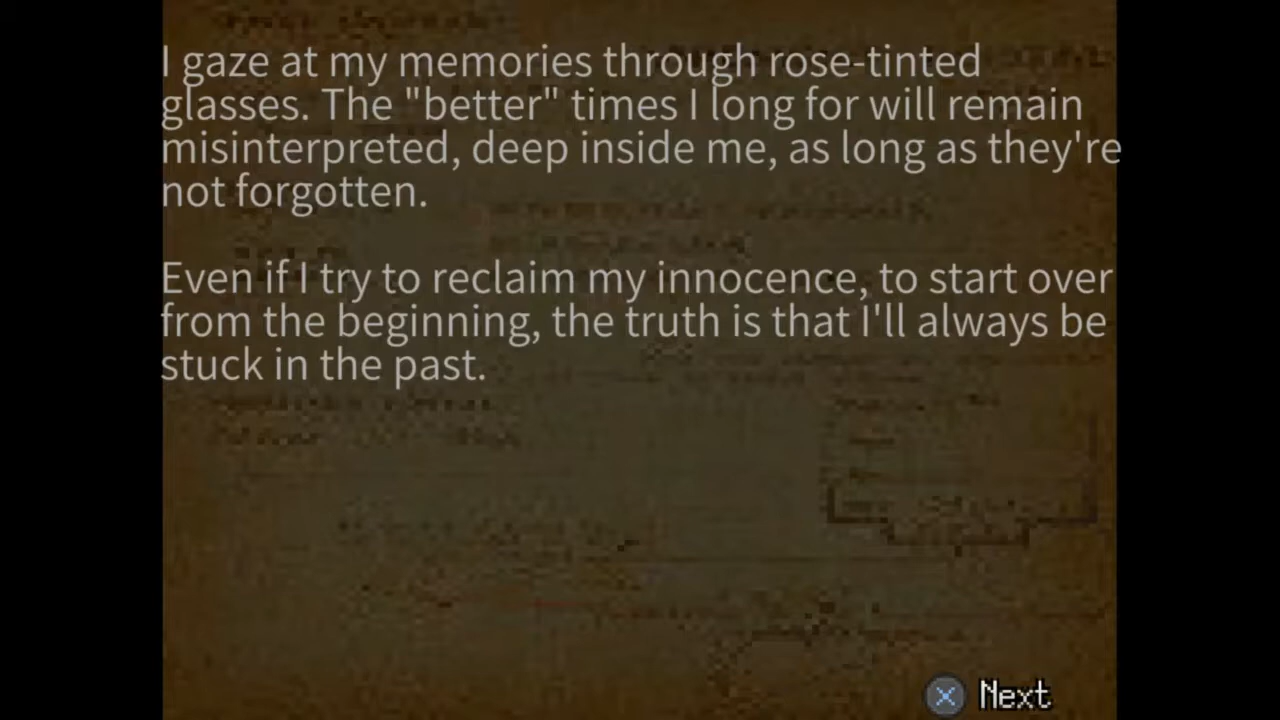 I gaze at my memories through rose-tinted
glasses. The "better" times I long for will remain
misinterpreted, deep inside me, as long as they're
not forgotten.
Even if I try to reclaim my innocence, to start over
from the beginning, the truth is that I'll always be
stuck in the past.
Next